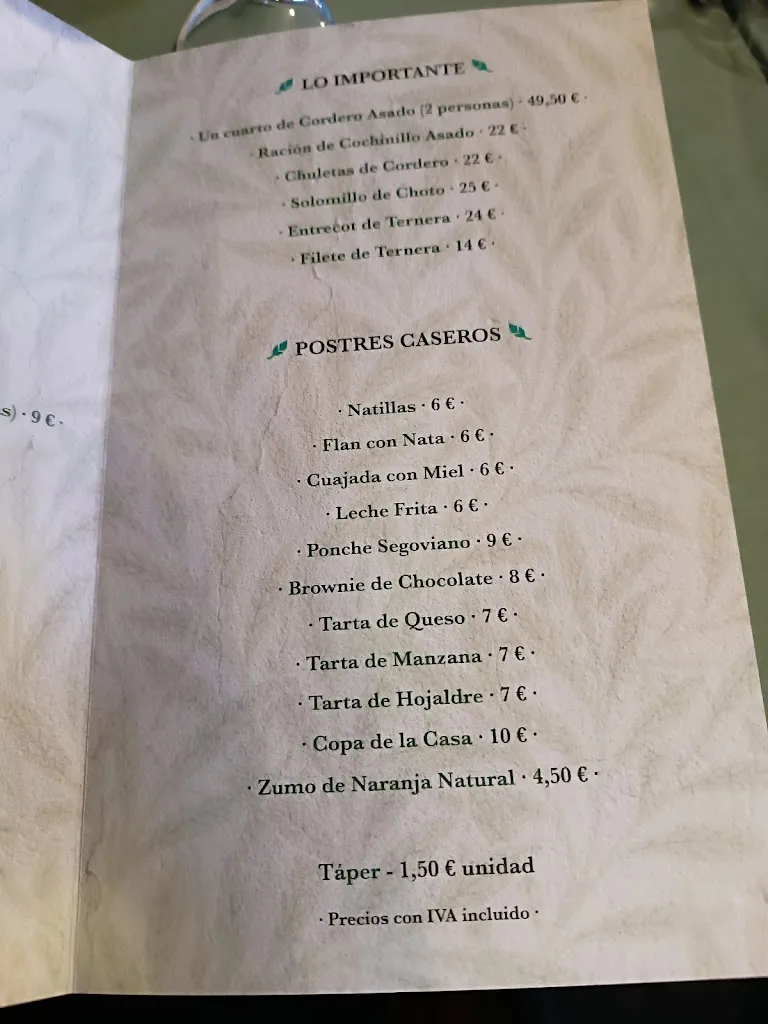 s) · 9 € ·
LO IMPORTANTE
· Un cuarto de Cordero Asado (2 personas) · 49,50 € ·
· Ración de Cochinillo Asado · 22 € ·
· Chuletas de Cordero · 22 € ·
· Solomillo de Choto · 25 € ·
· Entrecot de Ternera · 24 € ·
· Filete de Ternera · 14 € ·
POSTRES CASEROS
· Natillas · 6 € ·
· Flan con Nata · 6 € ·
· Cuajada con Miel · 6 € ·
· Leche Frita · 6 € ·
· Ponche Segoviano · 9 € ·
· Brownie de Chocolate · 8 € ·
· Tarta de Queso · 7 € ·
· Tarta de Manzana · 7 € ·
· Tarta de Hojaldre · 7 € ·
· Copa de la Casa · 10 € ·
· Zumo de Naranja Natural · 4,50 € ·
Táper - 1,50 € unidad
· Precios con IVA incluido ·